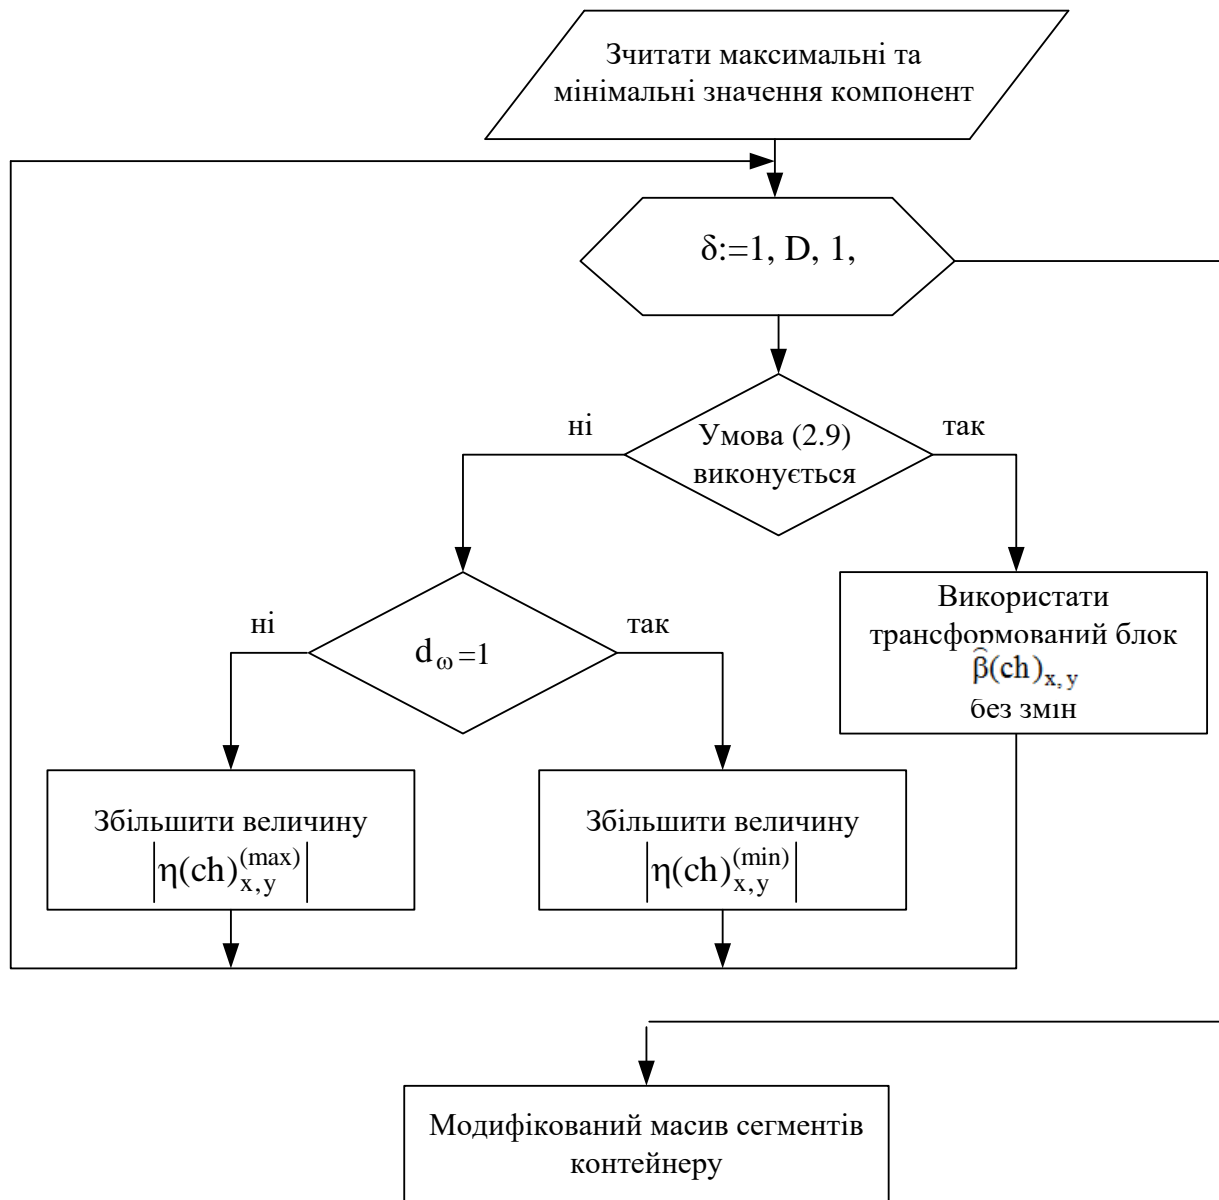 Зчитати максимальні та
мінімальні значення компонент
δ:=1, D, 1,
ні
Умова (2.9)
виконується
так
ні
d_ω=1
так
Використати
трансформований блок
β̂(ch)_{x, y}
без змін
Збільшити величину
|η(ch)_{x,y}^{(max)}|
Збільшити величину
|η(ch)_{x,y}^{(min)}|
Модифікований масив сегментів
контейнеру